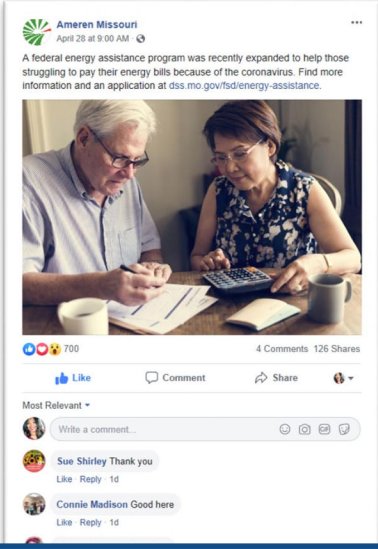 Ameren Missouri
April 28 at 9:00 AM ·
A federal energy assistance program was recently expanded to help those
struggling to pay their energy bills because of the coronavirus. Find more
information and an application at dss.mo.gov/fsd/energy-assistance.
700 4 Comments 126 Shares
Like Comment Share
Most Relevant
Write a comment...
GIF
Sue Shirley Thank you
Like · Reply · 1d
Connie Madison Good here
Like · Reply · 1d